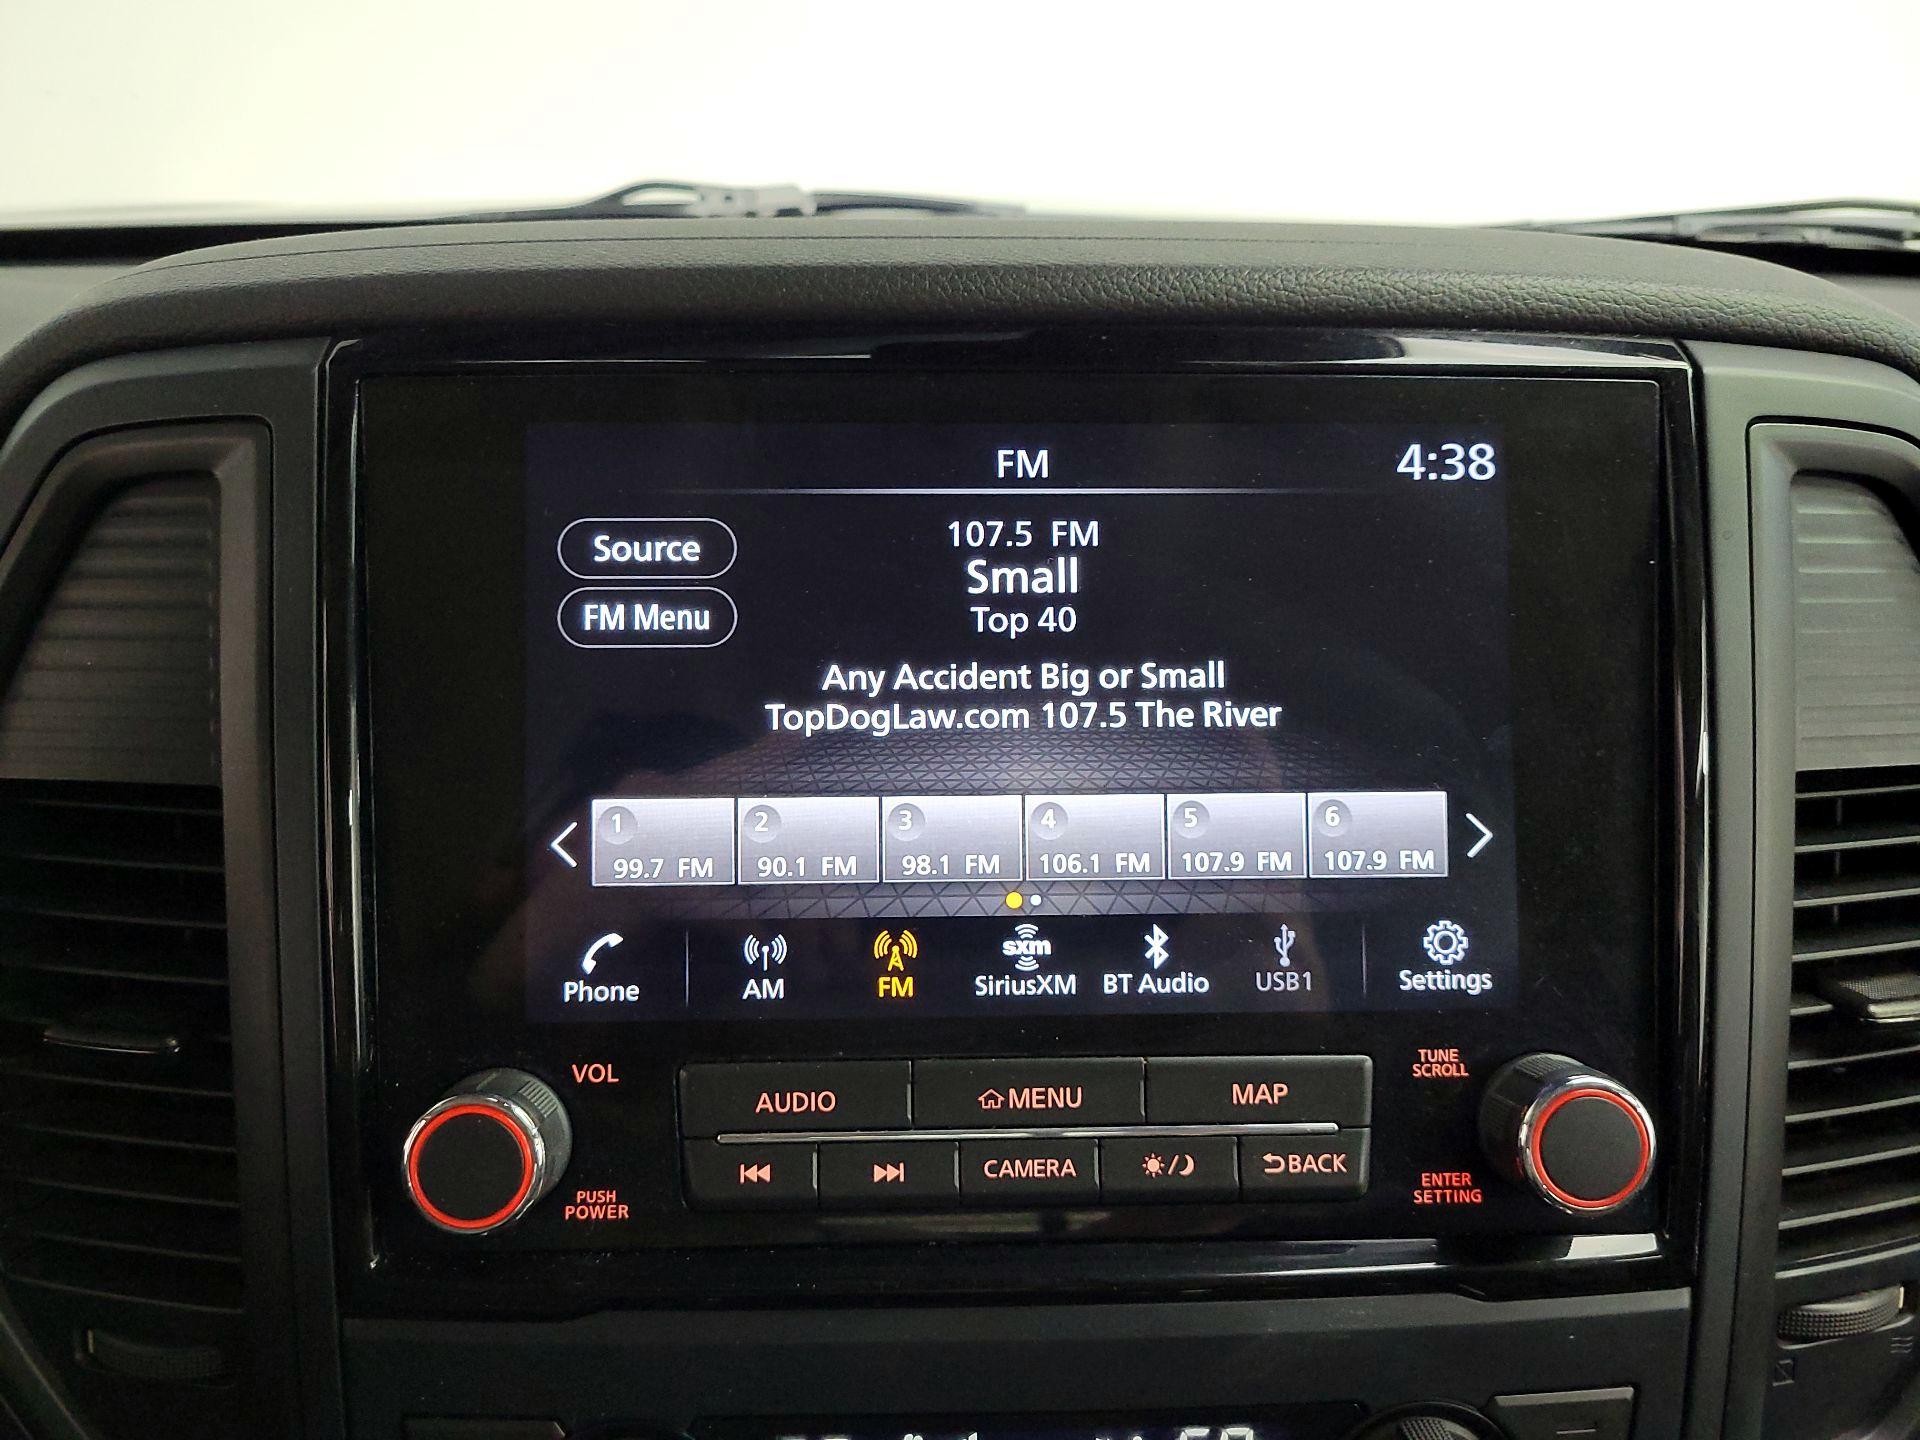 FM
4:38
Source
107.5 FM
Small
FM Menu
Top 40
Any Accident Big or Small
TopDogLaw.com 107.5 The River
1
2
3
4
5
6
99.7 FM
90.1 FM
98.1 FM
106.1 FM
107.9 FM
107.9 FM
sxm
Phone
AM
FM
SiriusXM
BT Audio
USB1
Settings
VOL
PUSH
POWER
AUDIO
MENU
MAP
CAMERA
BACK
TUNE
SCROLL
ENTER
SETTING